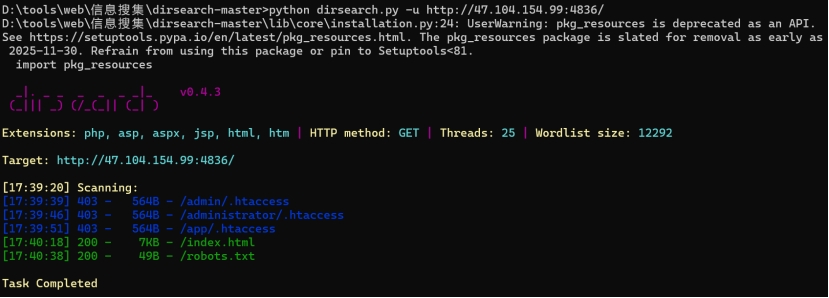 D:\tools\web\信息搜集\dirsearch-master>python dirsearch.py -u http://47.104.154.99:4836/
D:\tools\web\信息搜集\dirsearch-master\lib\core\installation.py:24: UserWarning: pkg_resources is deprecated as an API.
See https://setuptools.pypa.io/en/latest/pkg_resources.html. The pkg_resources package is slated for removal as early as
2025-11-30. Refrain from using this package or pin to Setuptools<81.
import pkg_resources
_|. _ _  _  _  _ _|_    v0.4.3
(_||| _) (/_(_|| (_| )
Extensions: php, asp, aspx, jsp, html, htm | HTTP method: GET | Threads: 25 | Wordlist size: 12292
Target: http://47.104.154.99:4836/
[17:39:20] Scanning:
[17:39:39] 403 -   564B - /admin/.htaccess
[17:39:46] 403 -   564B - /administrator/.htaccess
[17:39:51] 403 -   564B - /app/.htaccess
[17:40:18] 200 -     7KB - /index.html
[17:40:38] 200 -    49B - /robots.txt
Task Completed